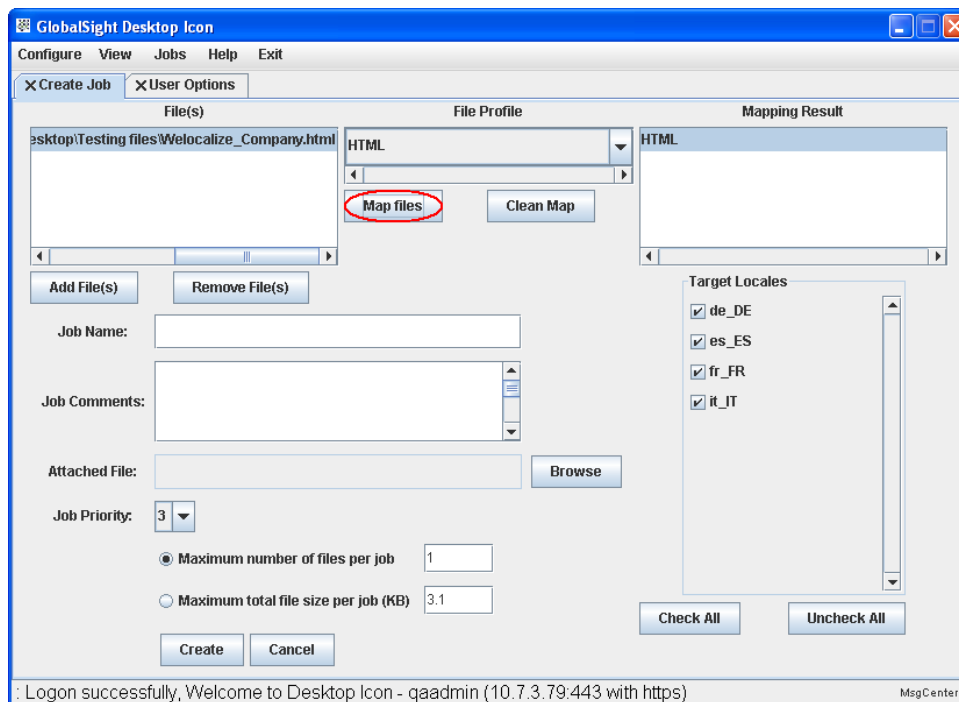 GlobalSight Desktop Icon
Configure View Jobs Help Exit
Create Job User Options
File(s) File Profile Mapping Result
esktop\Testing files\Welocalize_Company.html HTML HTML
Map files Clean Map
Add File(s) Remove File(s) Target Locales
de_DE
Job Name:
es_ES
fr_FR
Job Comments: it_IT
Attached File: Browse
Job Priority: 3
Maximum number of files per job 1
Maximum total file size per job (KB) 3.1
Check All Uncheck All
Create Cancel
: Logon successfully, Welcome to Desktop Icon - qaadmin (10.7.3.79:443 with https) MsgCenter